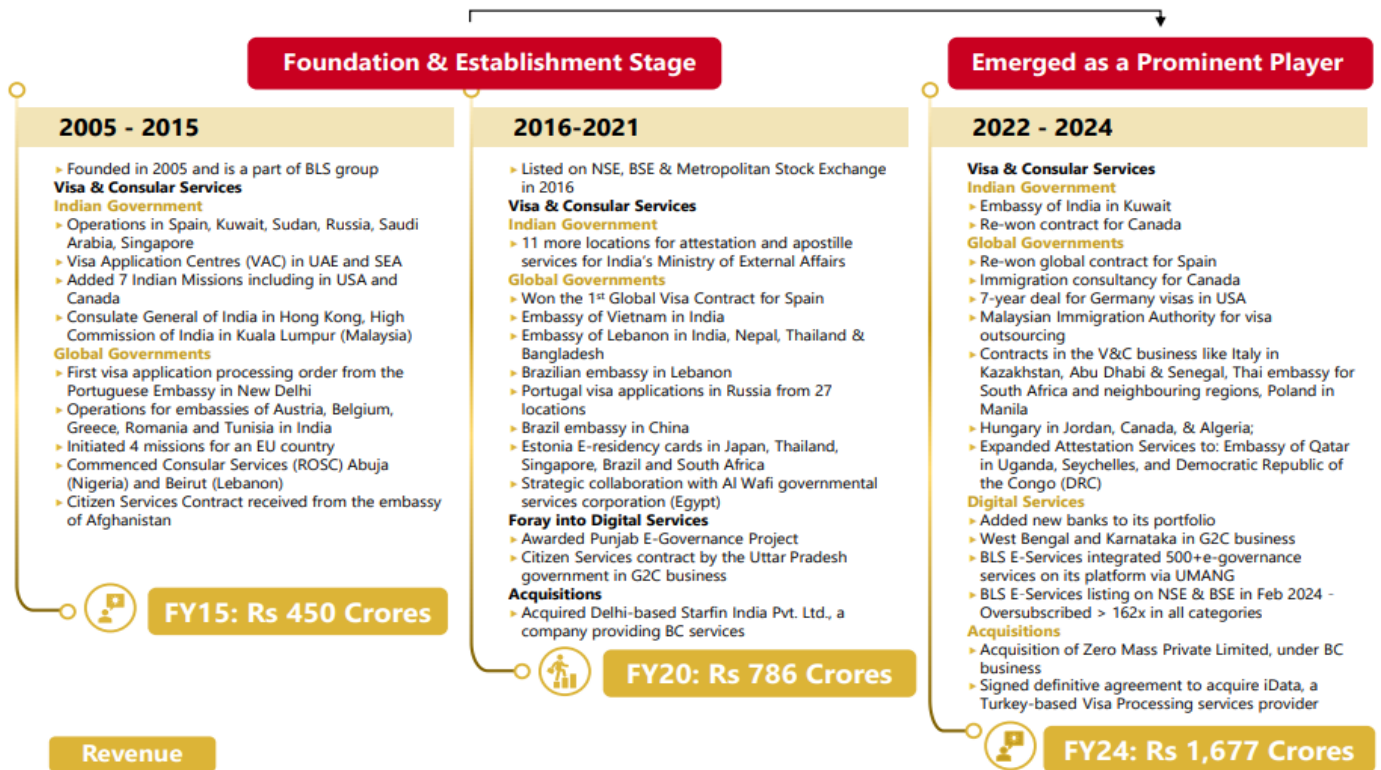 Foundation & Establishment Stage
Emerged as a Prominent Player
2005 - 2015
▸ Founded in 2005 and is a part of BLS group
Visa & Consular Services
Indian Government
▸ Operations in Spain, Kuwait, Sudan, Russia, Saudi
Arabia, Singapore
▸ Visa Application Centres (VAC) in UAE and SEA
▸ Added 7 Indian Missions including in USA and
Canada
▸ Consulate General of India in Hong Kong, High
Commission of India in Kuala Lumpur (Malaysia)
Global Governments
▸ First visa application processing order from the
Portuguese Embassy in New Delhi
▸ Operations for embassies of Austria, Belgium,
Greece, Romania and Tunisia in India
▸ Initiated 4 missions for an EU country
▸ Commenced Consular Services (ROSC) Abuja
(Nigeria) and Beirut (Lebanon)
▸ Citizen Services Contract received from the embassy
of Afghanistan
FY15: Rs 450 Crores
2016-2021
▸ Listed on NSE, BSE & Metropolitan Stock Exchange
in 2016
Visa & Consular Services
Indian Government
▸ 11 more locations for attestation and apostille
services for India's Ministry of External Affairs
Global Governments
▸ Won the 1st Global Visa Contract for Spain
▸ Embassy of Vietnam in India
▸ Embassy of Lebanon in India, Nepal, Thailand &
Bangladesh
▸ Brazilian embassy in Lebanon
▸ Portugal visa applications in Russia from 27
locations
▸ Brazil embassy in China
▸ Estonia E-residency cards in Japan, Thailand,
Singapore, Brazil and South Africa
▸ Strategic collaboration with Al Wafi governmental
services corporation (Egypt)
Foray into Digital Services
▸ Awarded Punjab E-Governance Project
▸ Citizen Services contract by the Uttar Pradesh
government in G2C business
Acquisitions
▸ Acquired Delhi-based Starfin India Pvt. Ltd., a
company providing BC services
FY20: Rs 786 Crores
2022 - 2024
Visa & Consular Services
Indian Government
▸ Embassy of India in Kuwait
▸ Re-won contract for Canada
Global Governments
▸ Re-won global contract for Spain
▸ Immigration consultancy for Canada
▸ 7-year deal for Germany visas in USA
▸ Malaysian Immigration Authority for visa
outsourcing
▸ Contracts in the V&C business like Italy in
Kazakhstan, Abu Dhabi & Senegal, Thai embassy for
South Africa and neighbouring regions, Poland in
Manila
▸ Hungary in Jordan, Canada, & Algeria;
▸ Expanded Attestation Services to: Embassy of Qatar
in Uganda, Seychelles, and Democratic Republic of
the Congo (DRC)
Digital Services
▸ Added new banks to its portfolio
▸ West Bengal and Karnataka in G2C business
▸ BLS E-Services integrated 500+e-governance
services on its platform via UMANG
▸ BLS E-Services listing on NSE & BSE in Feb 2024 -
Oversubscribed > 162x in all categories
Acquisitions
▸ Acquisition of Zero Mass Private Limited, under BC
business
▸ Signed definitive agreement to acquire iData, a
Turkey-based Visa Processing services provider
FY24: Rs 1,677 Crores
Revenue